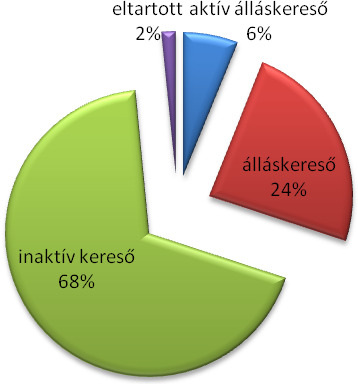 eltartott aktív álláskereső
2% 6%
álláskereső
24%
inaktív kereső
68%